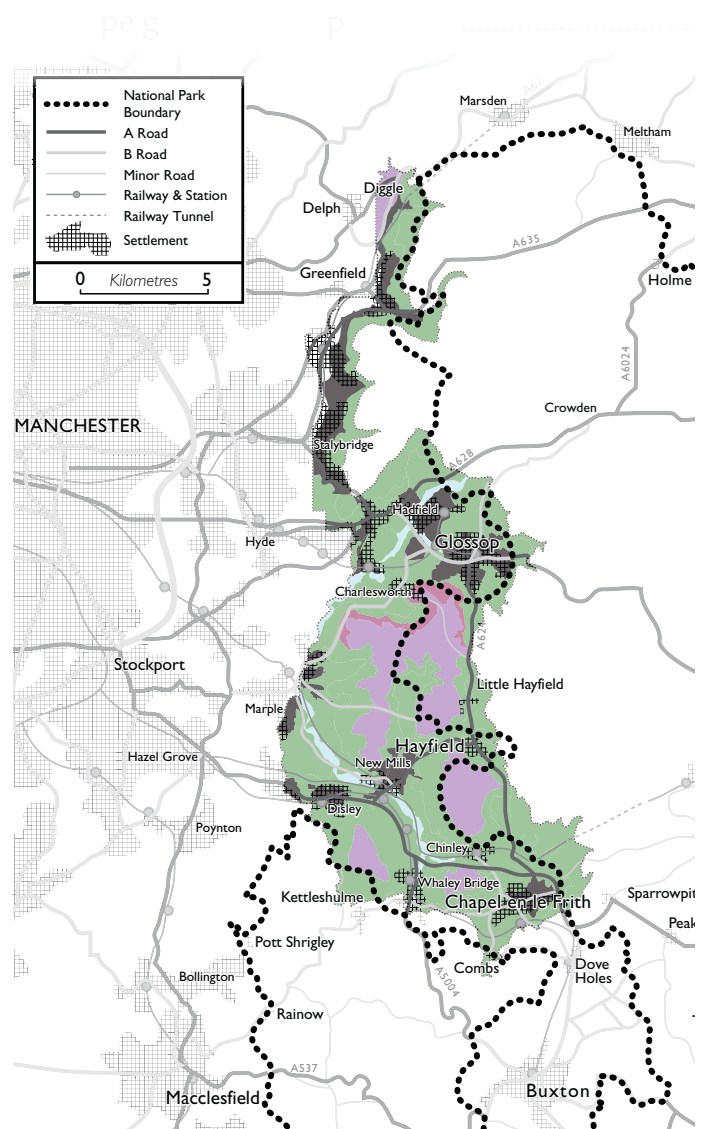 National Park
Boundary
A Road
B Road
Minor Road
Railway & Station
Railway Tunnel
Settlement
0 Kilometres 5
A62
Marsden
Meltham
Diggle
Delph
A635
Greenfield
Holme
A6024
Crowden
MANCHESTER
Stalybridge
A628
Hadfield
Glossop
Hyde
Charlesworth
A624
Stockport
Little Hayfield
Marple
Hayfield
Hazel Grove
New Mills
Disley
Poynton
Chinley
Whaley Bridge
Kettleshulme
Chapel en le Frith
Sparrowpit
Peak
Pott Shrigley
Combs
Dove
Holes
Bollington
A5004
Rainow
A537
Macclesfield
Buxton